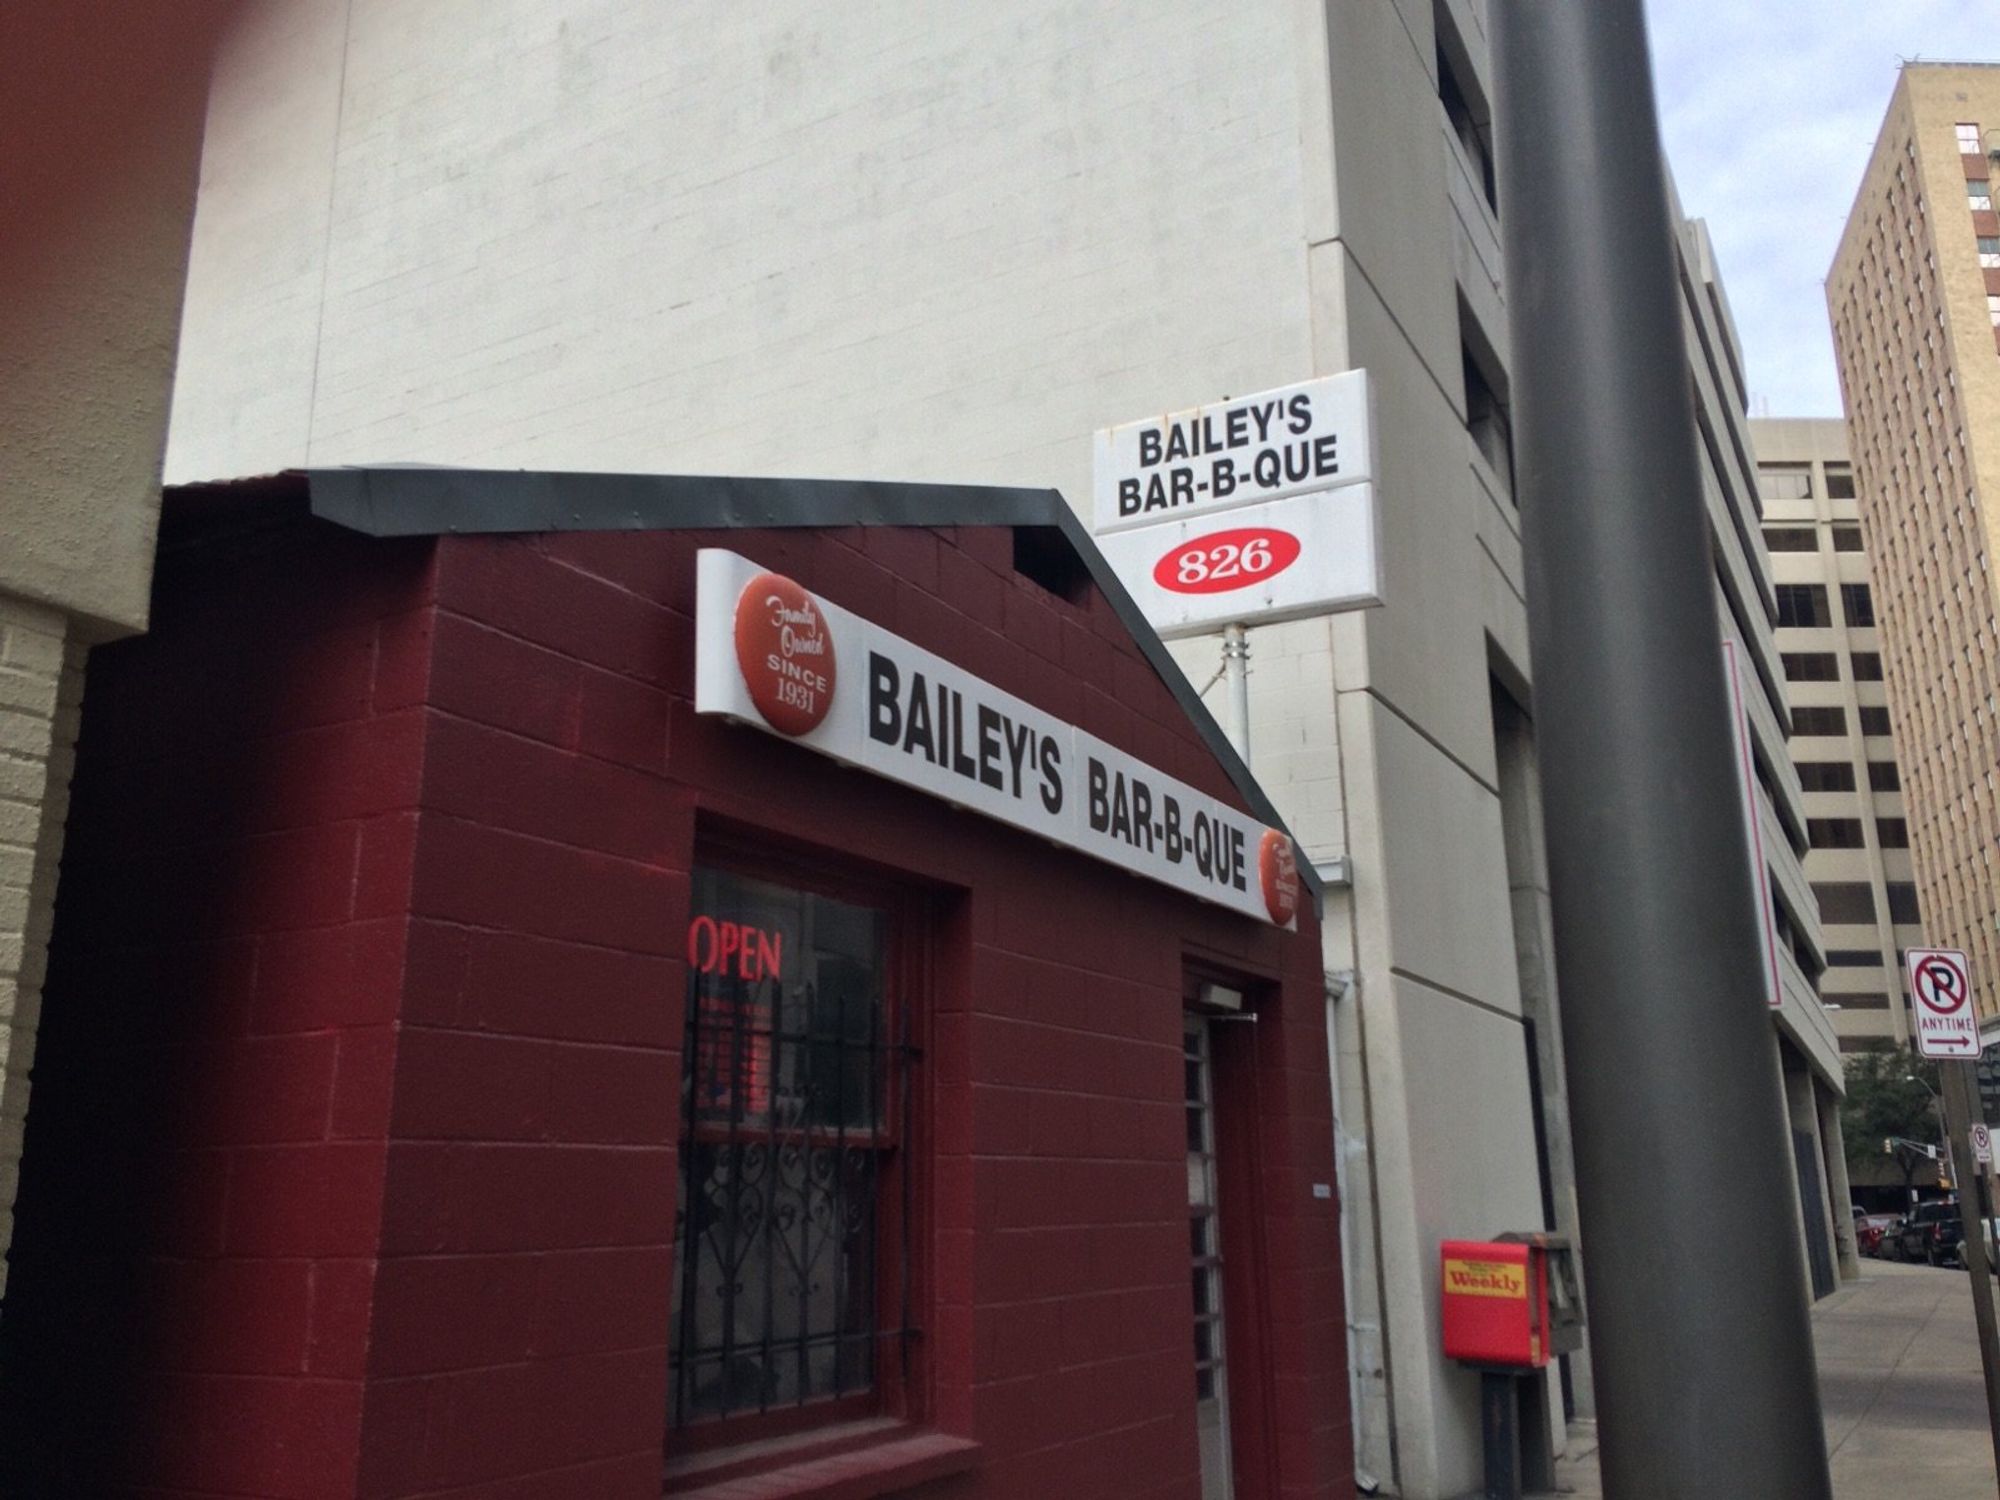 BAILEY'S
BAR-B-QUE
826
Family
Owned
SINCE
1931
BAILEY'S BAR-B-QUE
OPEN
Weekly
P
ANYTIME